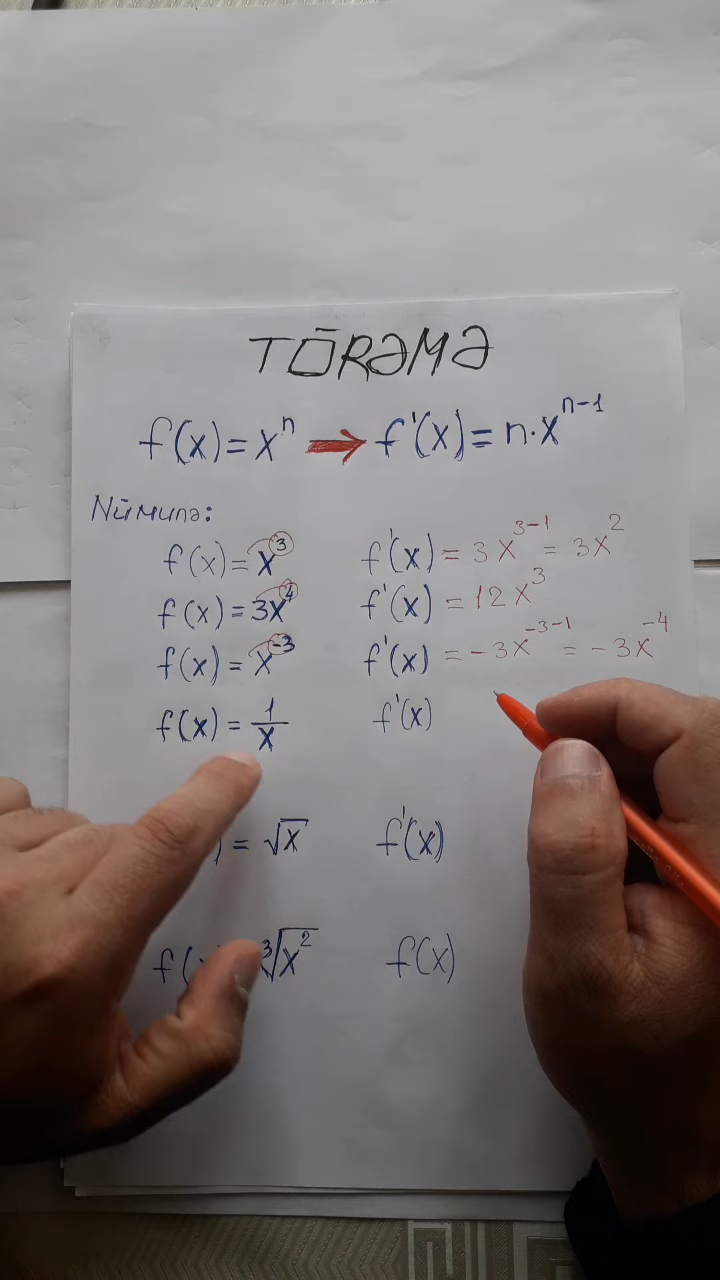 TÖRƏMƏ
f(x) = xⁿ → f'(x) = n·xⁿ⁻¹
Nümunə:
f(x) = x³ f'(x) = 3x³⁻¹ = 3x²
f(x) = 3x⁴ f'(x) = 12x³
f(x) = x⁻³ f'(x) = -3x⁻³⁻¹ = -3x⁻⁴
f(x) = 1/x f'(x)
) = √x f'(x)
f( ³√x² f(x)